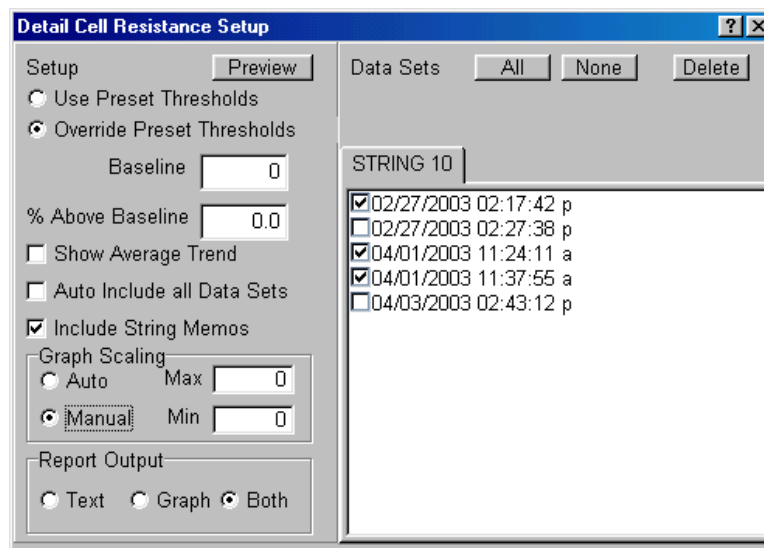 Detail Cell Resistance Setup
Setup Preview
Use Preset Thresholds
Override Preset Thresholds
Baseline 0
% Above Baseline 0.0
Show Average Trend
Auto Include all Data Sets
Include String Memos
Graph Scaling
Auto Max 0
Manual Min 0
Report Output
Text Graph Both
Data Sets All None Delete
STRING 10
02/27/2003 02:17:42 p
02/27/2003 02:27:38 p
04/01/2003 11:24:11 a
04/01/2003 11:37:55 a
04/03/2003 02:43:12 p